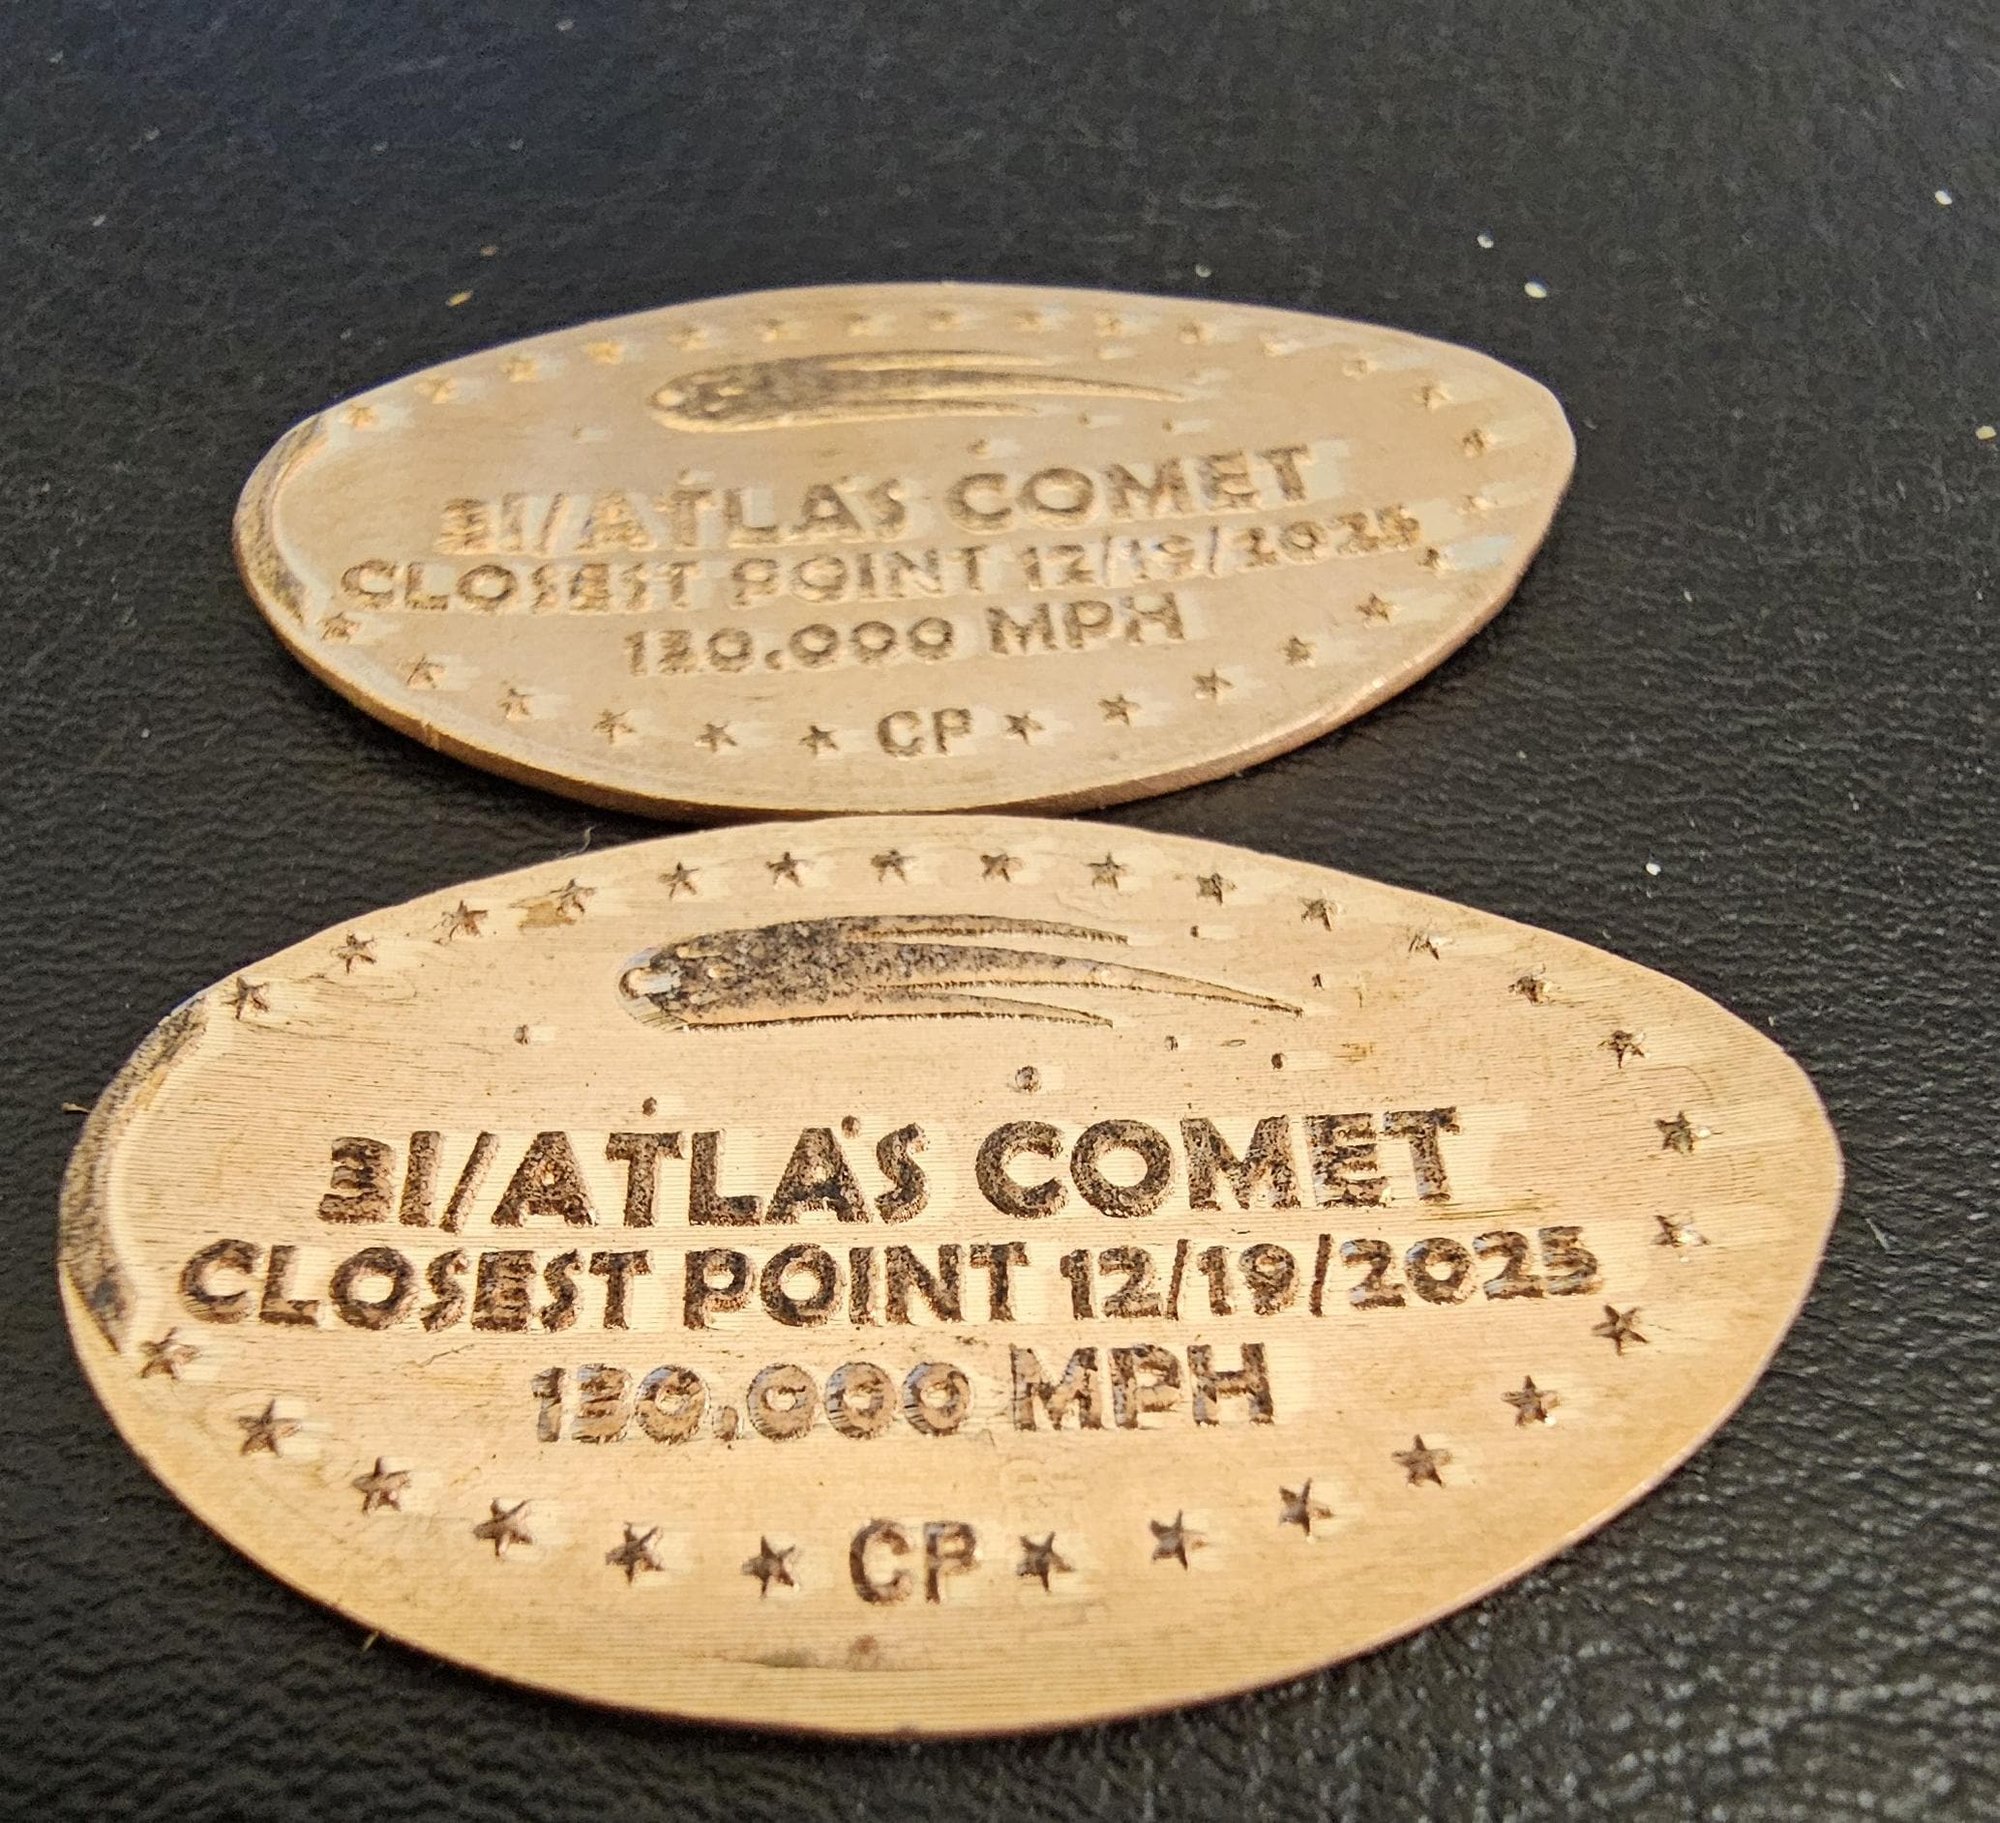 3I/ATLAS COMET
CLOSEST POINT 12/19/2025
130,000 MPH
CP
3I/ATLAS COMET
CLOSEST POINT 12/19/2025
130,000 MPH
CP